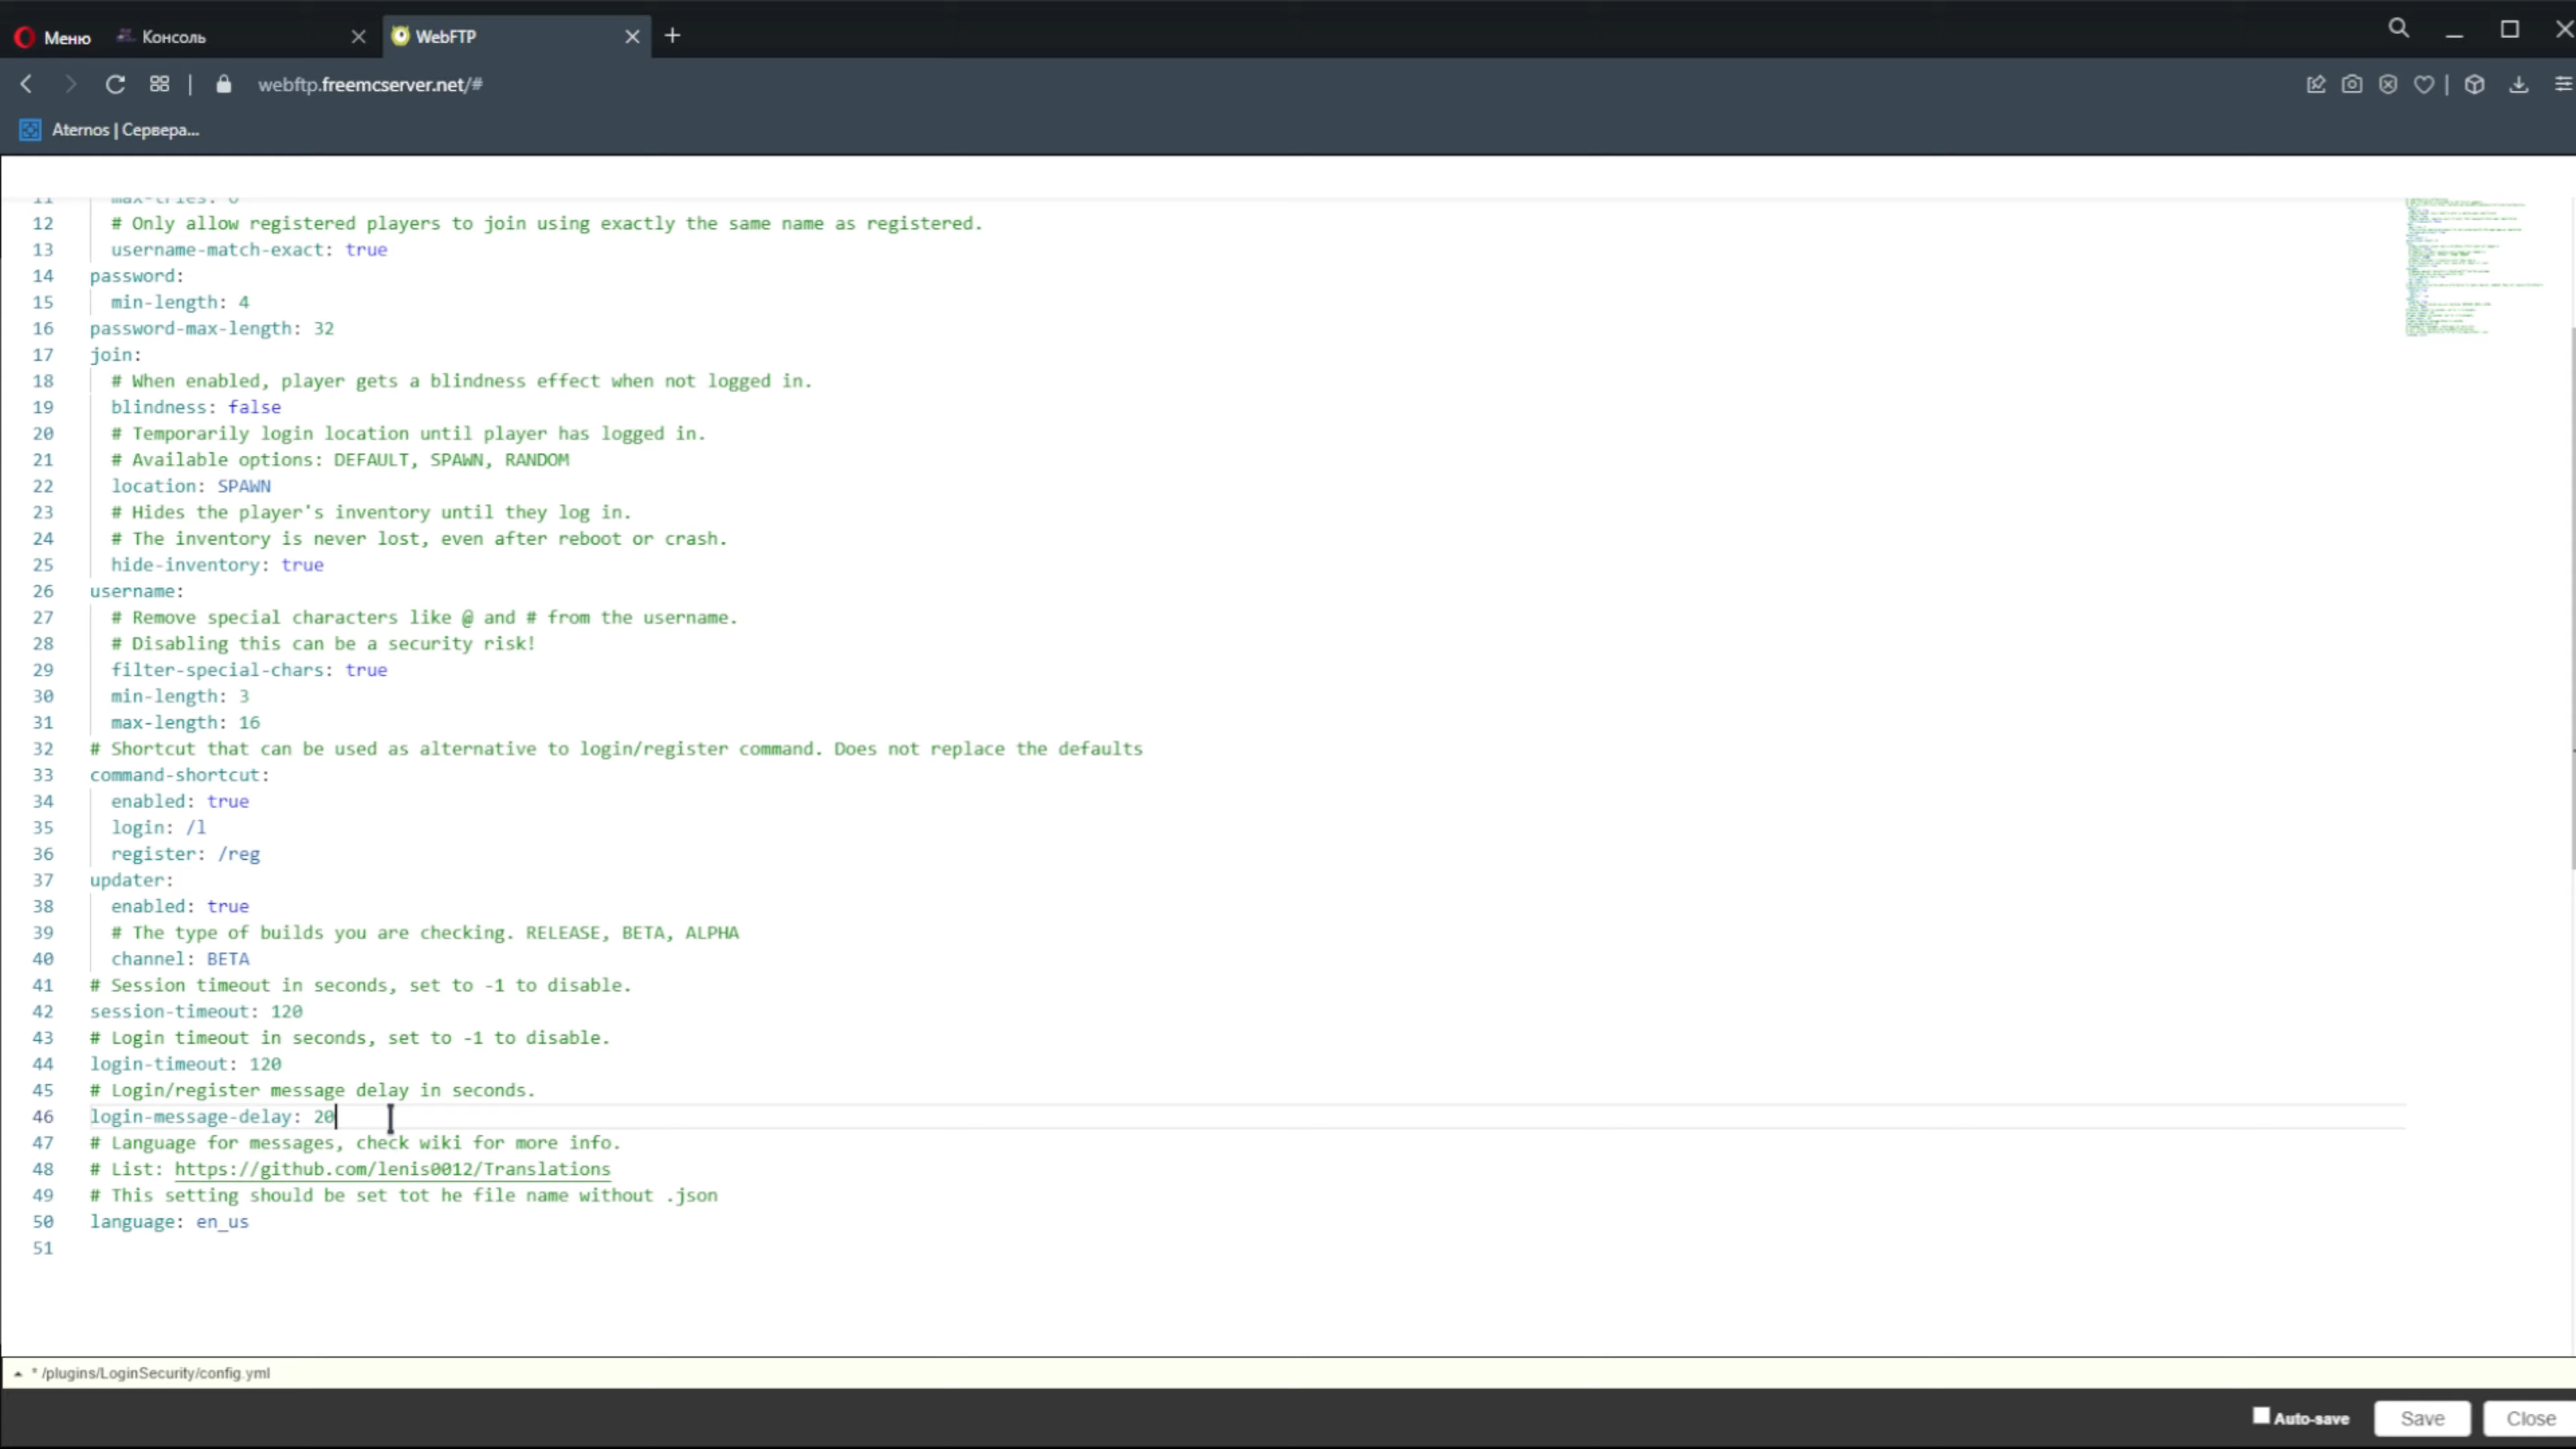 Меню
Консоль
WebFTP
webftp.freemcserver.net/#
Aternos | Сервера...
11 max-tries: 6
12 # Only allow registered players to join using exactly the same name as registered.
13 username-match-exact: true
14 password:
15 min-length: 4
16 password-max-length: 32
17 join:
18 # When enabled, player gets a blindness effect when not logged in.
19 blindness: false
20 # Temporarily login location until player has logged in.
21 # Available options: DEFAULT, SPAWN, RANDOM
22 location: SPAWN
23 # Hides the player's inventory until they log in.
24 # The inventory is never lost, even after reboot or crash.
25 hide-inventory: true
26 username:
27 # Remove special characters like @ and # from the username.
28 # Disabling this can be a security risk!
29 filter-special-chars: true
30 min-length: 3
31 max-length: 16
32 # Shortcut that can be used as alternative to login/register command. Does not replace the defaults
33 command-shortcut:
34 enabled: true
35 login: /l
36 register: /reg
37 updater:
38 enabled: true
39 # The type of builds you are checking. RELEASE, BETA, ALPHA
40 channel: BETA
41 # Session timeout in seconds, set to -1 to disable.
42 session-timeout: 120
43 # Login timeout in seconds, set to -1 to disable.
44 login-timeout: 120
45 # Login/register message delay in seconds.
46 login-message-delay: 20
47 # Language for messages, check wiki for more info.
48 # List: https://github.com/lenis0012/Translations
49 # This setting should be set tot he file name without .json
50 language: en_us
51
* /plugins/LoginSecurity/config.yml
Auto-save
Save
Close